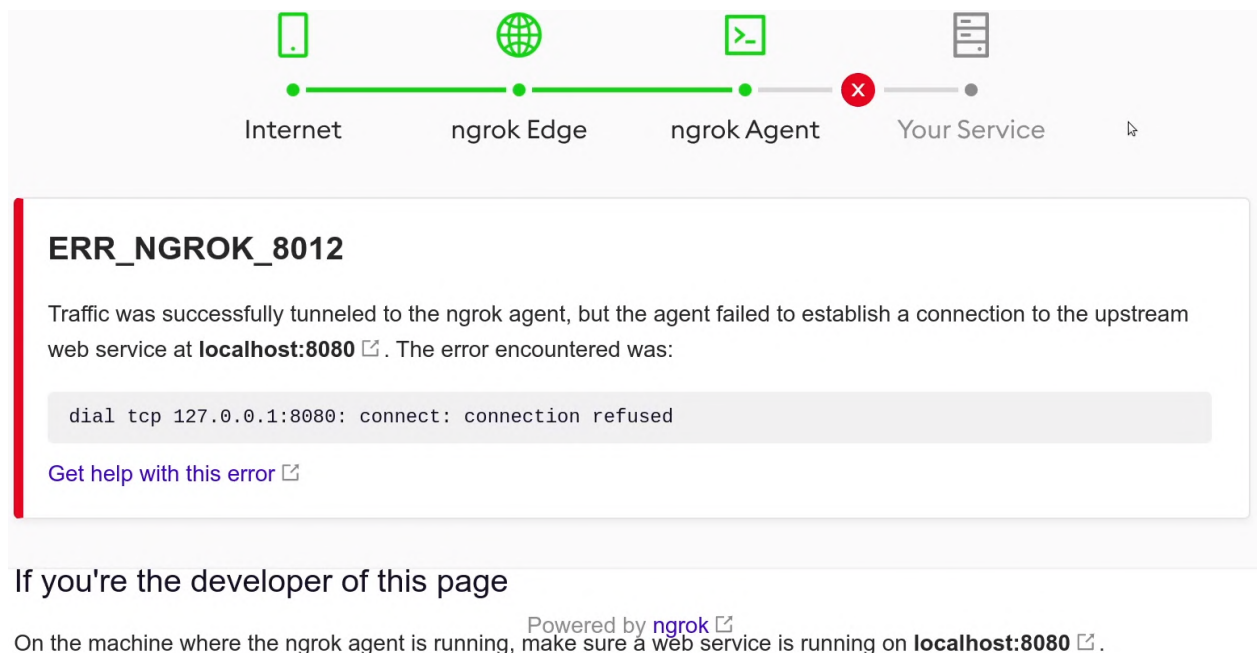 Internet
ngrok Edge
ngrok Agent
Your Service
ERR_NGROK_8012
Traffic was successfully tunneled to the ngrok agent, but the agent failed to establish a connection to the upstream
web service at localhost:8080 . The error encountered was:
dial tcp 127.0.0.1:8080: connect: connection refused
Get help with this error
If you're the developer of this page
Powered by ngrok
On the machine where the ngrok agent is running, make sure a web service is running on localhost:8080 .